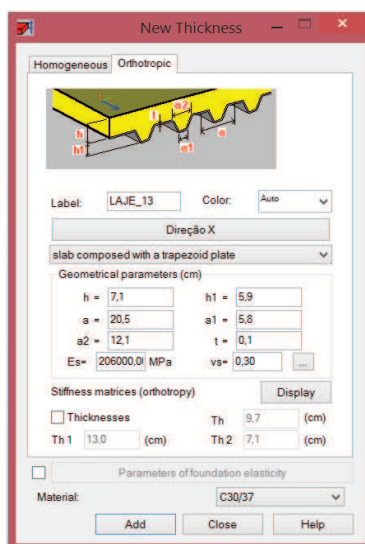 New Thickness
Homogeneous Orthotropic
h t a2 a
h1 a1
Label: LAJE_13 Color: Auto
Direção X
slab composed with a trapezoid plate
Geometrical parameters (cm)
h = 7,1 h1 = 5,9
a = 20,5 a1 = 5,8
a2 = 12,1 t = 0,1
Es= 206000,0 MPa vs= 0,30 ...
Stiffness matrices (orthotropy) Display
Thicknesses Th 9,7 (cm)
Th 1 13,0 (cm) Th 2 7,1 (cm)
Parameters of foundation elasticity
Material: C30/37
Add Close Help